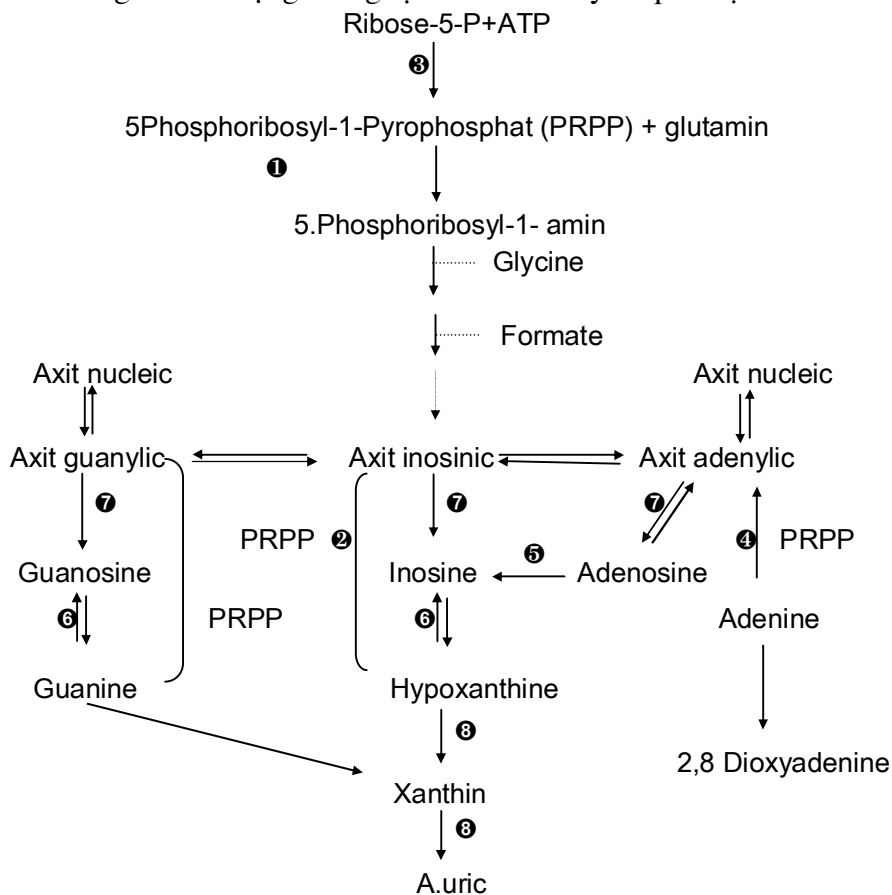 Ribose-5-P+ATP
❸
5Phosphoribosyl-1-Pyrophosphat (PRPP) + glutamin
❶
5.Phosphoribosyl-1- amin
Glycine
Formate
Axit nucleic Axit nucleic
Axit guanylic Axit inosinic Axit adenylic
❼ ❼ ❼
PRPP ❷ ❹ PRPP
❺
Guanosine Inosine Adenosine
❻ PRPP ❻ Adenine
Guanine Hypoxanthine
❽
2,8 Dioxyadenine
Xanthin
❽
A.uric